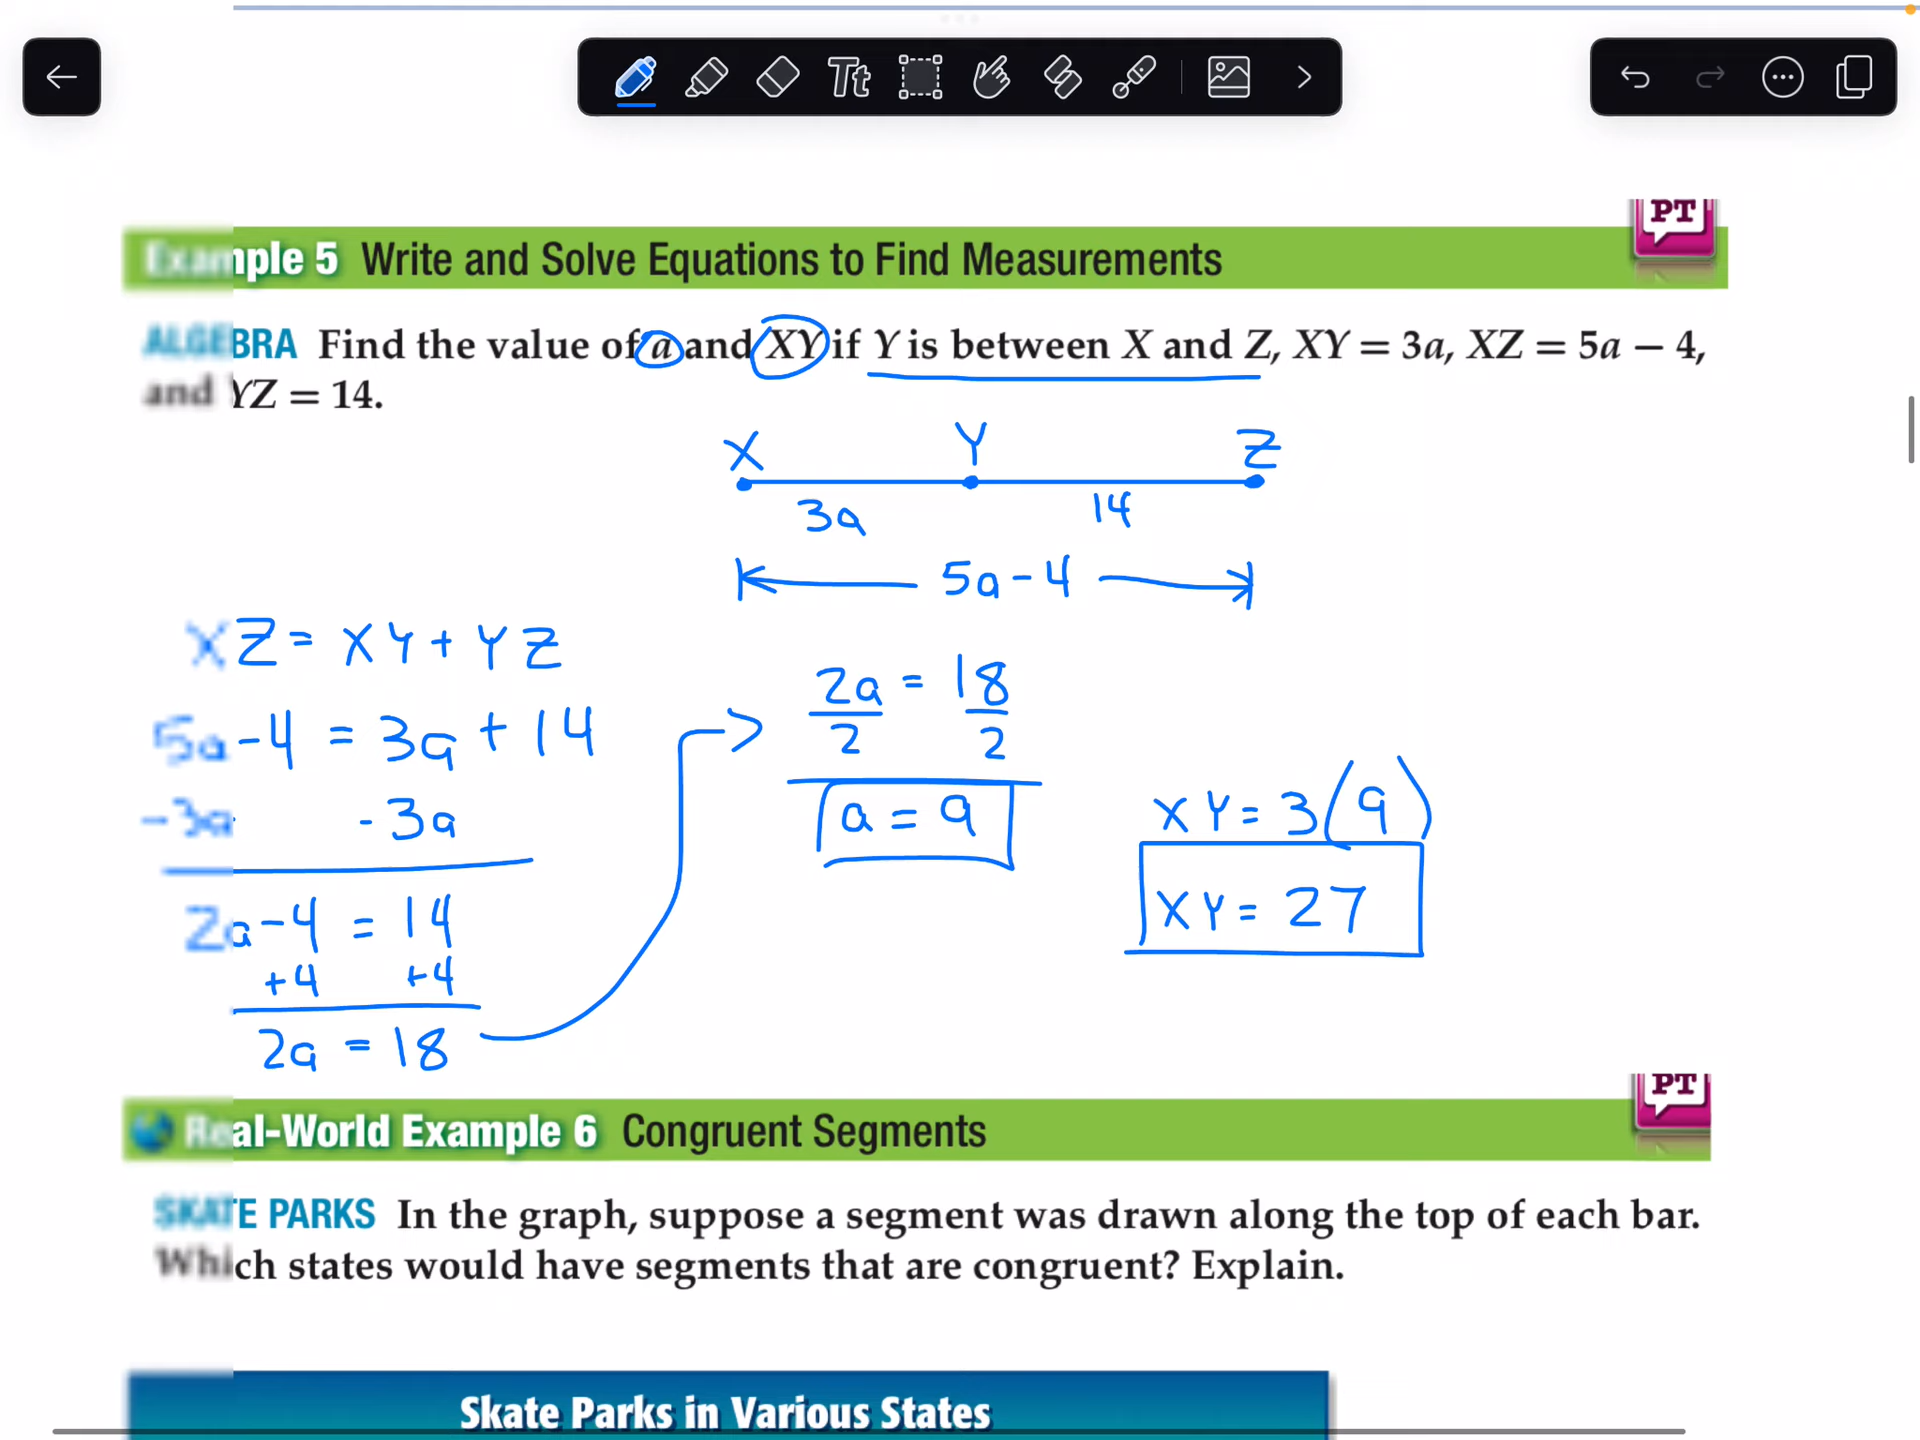 Tt
PT
Example 5 Write and Solve Equations to Find Measurements
ALGEBRA Find the value of a and XY if Y is between X and Z, XY = 3a, XZ = 5a − 4,
and YZ = 14.
X Y Z
3a 14
5a - 4
XZ = XY + YZ
5a - 4 = 3a + 14
-3a -3a
2a - 4 = 14
+4 +4
2a = 18
2a = 18
2 2
a = 9
XY = 3(9)
XY = 27
PT
Real-World Example 6 Congruent Segments
SKATE PARKS In the graph, suppose a segment was drawn along the top of each bar.
Which states would have segments that are congruent? Explain.
Skate Parks in Various States